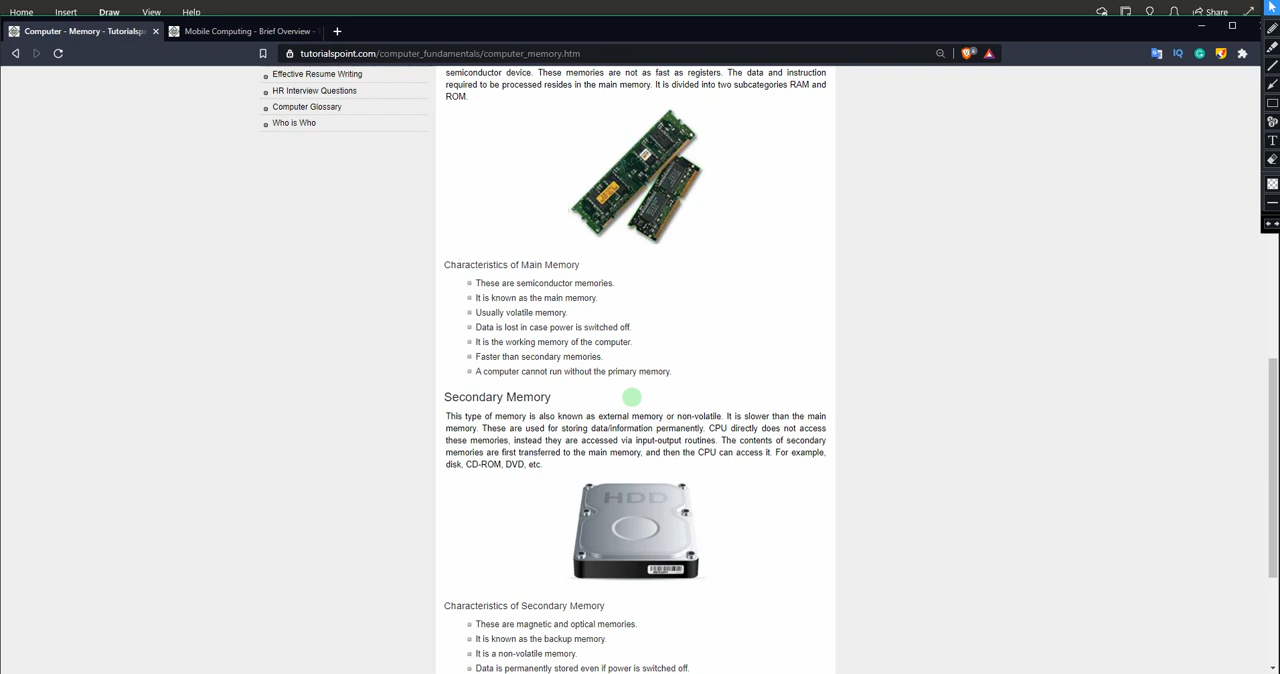 Home Insert Draw View Help Share
Computer - Memory - Tutorialspo Mobile Computing - Brief Overview -
tutorialspoint.com/computer_fundamentals/computer_memory.htm
Effective Resume Writing
HR Interview Questions
Computer Glossary
Who is Who
semiconductor device. These memories are not as fast as registers. The data and instruction
required to be processed resides in the main memory. It is divided into two subcategories RAM and
ROM.
Characteristics of Main Memory
These are semiconductor memories.
It is known as the main memory.
Usually volatile memory.
Data is lost in case power is switched off.
It is the working memory of the computer.
Faster than secondary memories.
A computer cannot run without the primary memory.
Secondary Memory
This type of memory is also known as external memory or non-volatile. It is slower than the main
memory. These are used for storing data/information permanently. CPU directly does not access
these memories, instead they are accessed via input-output routines. The contents of secondary
memories are first transferred to the main memory, and then the CPU can access it. For example,
disk, CD-ROM, DVD, etc.
HDD
Characteristics of Secondary Memory
These are magnetic and optical memories.
It is known as the backup memory.
It is a non-volatile memory.
Data is permanently stored even if power is switched off.